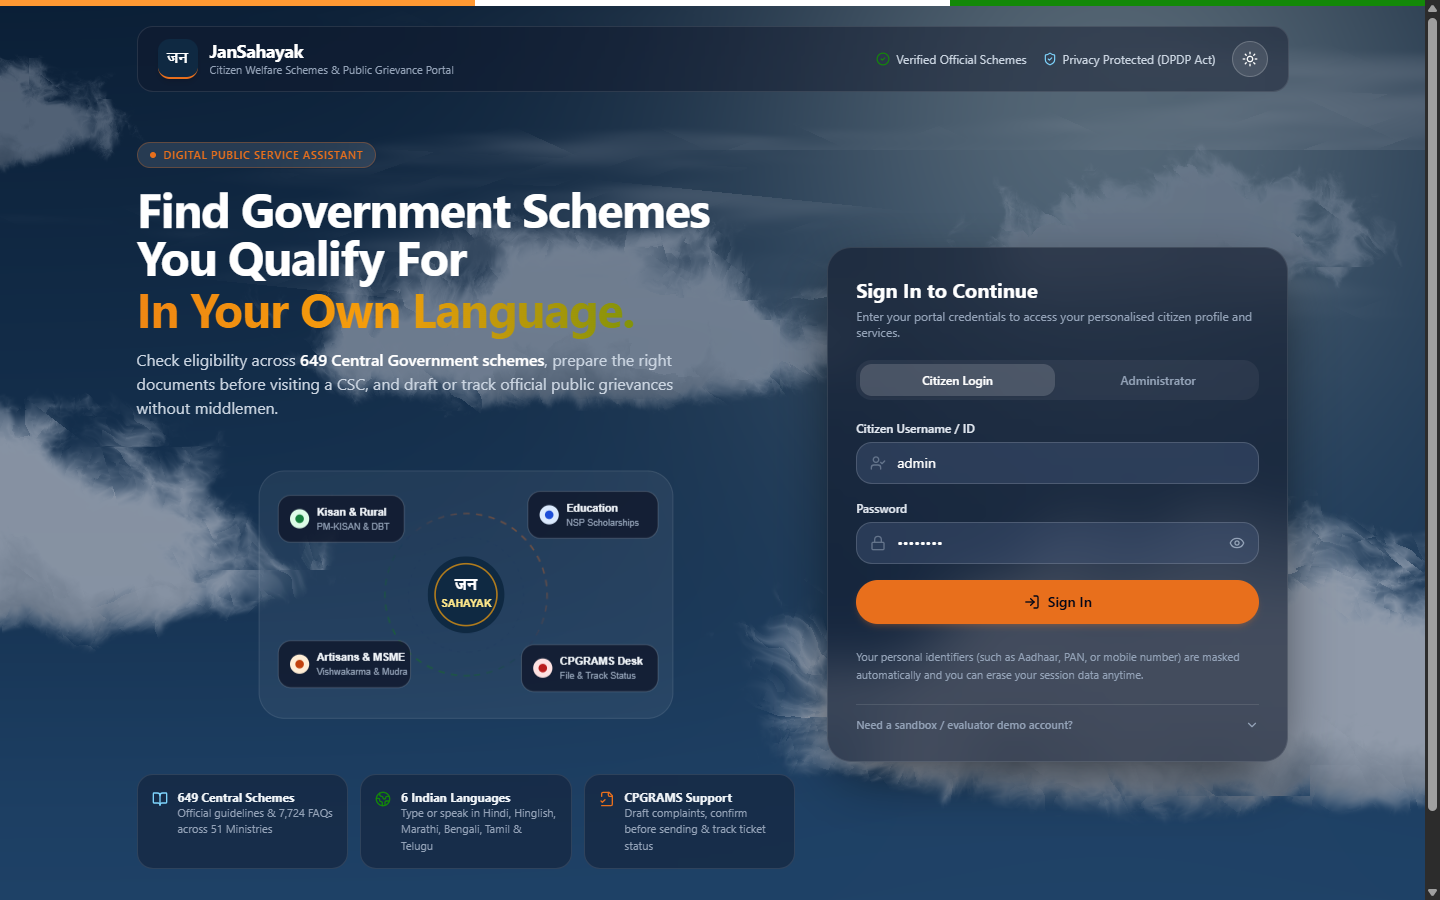 जन
JanSahayak
Citizen Welfare Schemes & Public Grievance Portal
Verified Official Schemes
Privacy Protected (DPDP Act)
DIGITAL PUBLIC SERVICE ASSISTANT
Find Government Schemes
You Qualify For
In Your Own Language.
Check eligibility across 649 Central Government schemes, prepare the right
documents before visiting a CSC, and draft or track official public grievances
without middlemen.
Kisan & Rural
PM-KISAN & DBT
Education
NSP Scholarships
जन
SAHAYAK
Artisans & MSME
Vishwakarma & Mudra
CPGRAMS Desk
File & Track Status
649 Central Schemes
Official guidelines & 7,724 FAQs
across 51 Ministries
6 Indian Languages
Type or speak in Hindi, Hinglish,
Marathi, Bengali, Tamil &
Telugu
CPGRAMS Support
Draft complaints, confirm
before sending & track ticket
status
Sign In to Continue
Enter your portal credentials to access your personalised citizen profile and
services.
Citizen Login
Administrator
Citizen Username / ID
admin
Password
••••••••
Sign In
Your personal identifiers (such as Aadhaar, PAN, or mobile number) are masked
automatically and you can erase your session data anytime.
Need a sandbox / evaluator demo account?